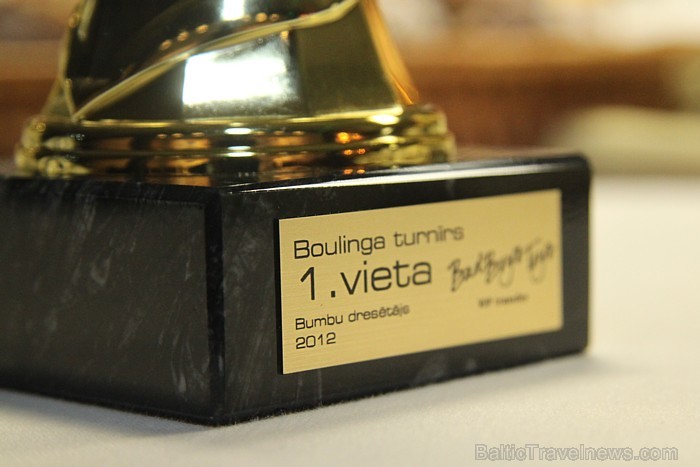 Boulinga turnīrs
1.vieta
Bumbu dresētājs
2012
BalticTravelnews.com